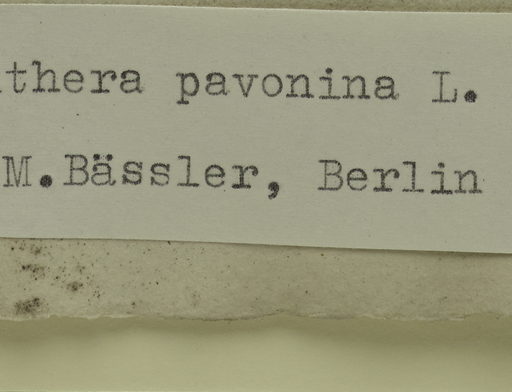 thera pavonina L.
M.Bässler, Berlin